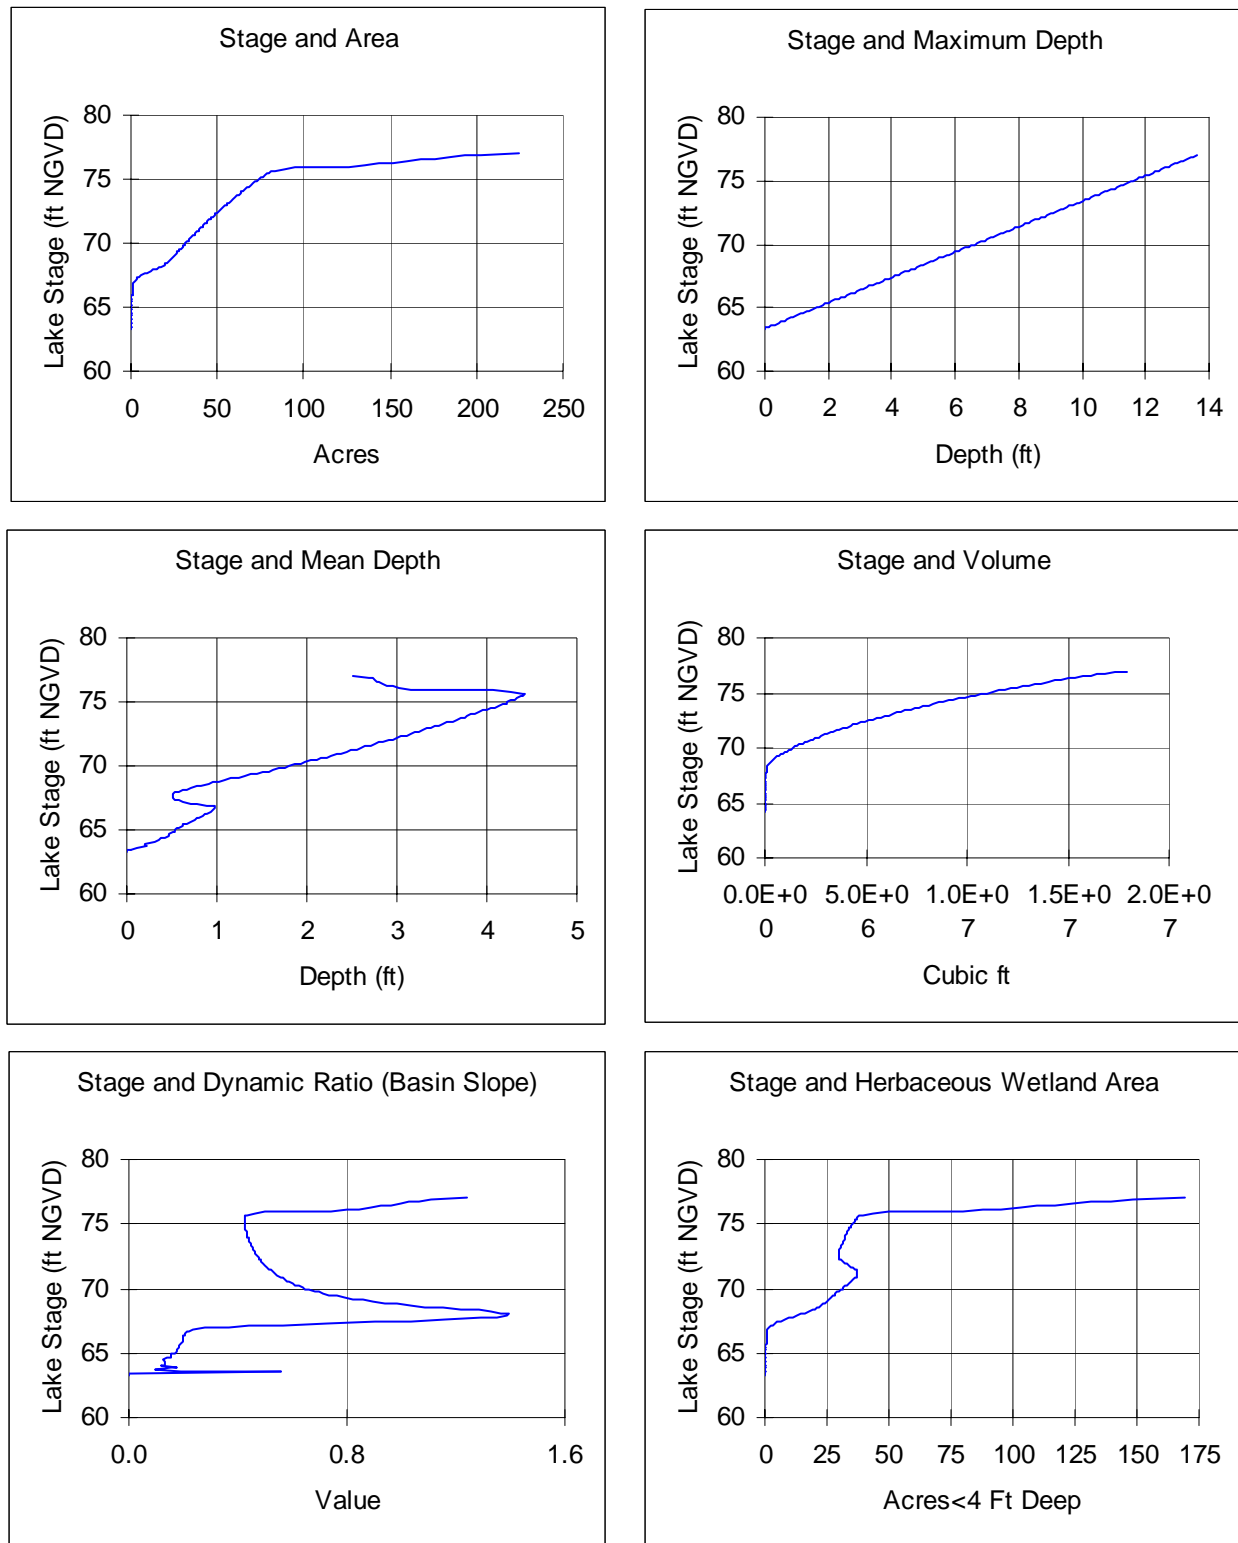 Stage and Area
Lake Stage (ft NGVD)
80
75
70
65
60
0 50 100 150 200 250
Acres
Stage and Maximum Depth
Lake Stage (ft NGVD)
80
75
70
65
60
0 2 4 6 8 10 12 14
Depth (ft)
Stage and Mean Depth
Lake Stage (ft NGVD)
80
75
70
65
60
0 1 2 3 4 5
Depth (ft)
Stage and Volume
Lake Stage (ft NGVD)
80
75
70
65
60
0.0E+0 5.0E+0 1.0E+0 1.5E+0 2.0E+0
0 6 7 7 7
Cubic ft
Stage and Dynamic Ratio (Basin Slope)
Lake Stage (ft NGVD)
80
75
70
65
60
0.0 0.8 1.6
Value
Stage and Herbaceous Wetland Area
Lake Stage (ft NGVD)
80
75
70
65
60
0 25 50 75 100 125 150 175
Acres<4 Ft Deep